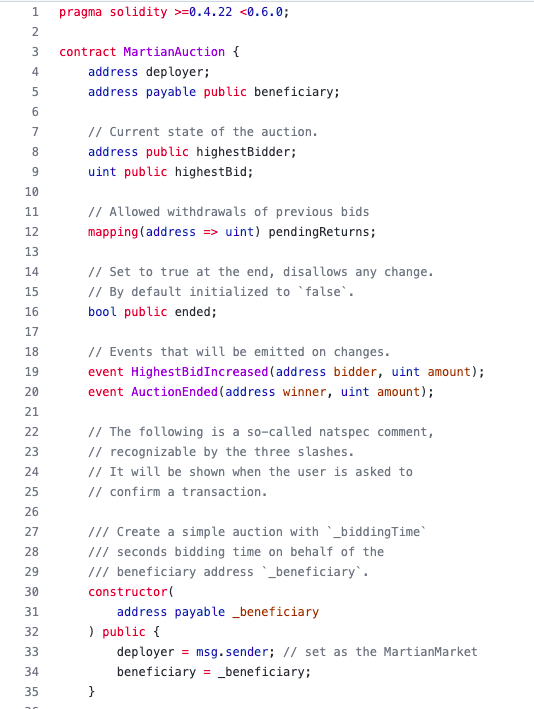 1 pragma solidity >=0.4.22 <0.6.0;
2
3 contract MartianAuction {
4     address deployer;
5     address payable public beneficiary;
6
7     // Current state of the auction.
8     address public highestBidder;
9     uint public highestBid;
10
11     // Allowed withdrawals of previous bids
12     mapping(address => uint) pendingReturns;
13
14     // Set to true at the end, disallows any change.
15     // By default initialized to `false`.
16     bool public ended;
17
18     // Events that will be emitted on changes.
19     event HighestBidIncreased(address bidder, uint amount);
20     event AuctionEnded(address winner, uint amount);
21
22     // The following is a so-called natspec comment,
23     // recognizable by the three slashes.
24     // It will be shown when the user is asked to
25     // confirm a transaction.
26
27     /// Create a simple auction with `_biddingTime`
28     /// seconds bidding time on behalf of the
29     /// beneficiary address `_beneficiary`.
30     constructor(
31         address payable _beneficiary
32     ) public {
33         deployer = msg.sender; // set as the MartianMarket
34         beneficiary = _beneficiary;
35     }